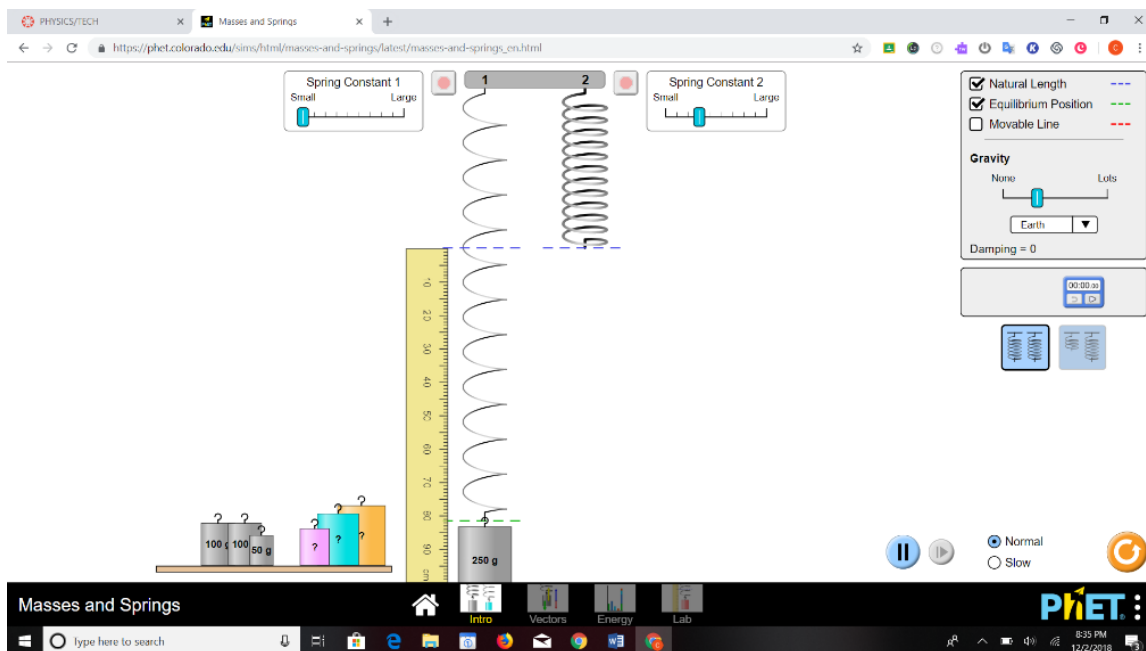 PHYSICS/TECH
Masses and Springs
https://phet.colorado.edu/sims/html/masses-and-springs/latest/masses-and-springs_en.html
Spring Constant 1
Small Large
1 2
Spring Constant 2
Small Large
Natural Length
Equilibrium Position
Movable Line
Gravity
None Lots
Earth
Damping = 0
00:00.00
10
20
30
40
50
60
70
80
90
cm
100 g
100
50 g
?
?
?
250 g
Normal
Slow
Masses and Springs
Intro
Vectors
Energy
Lab
PhET
Type here to search
8:35 PM
12/2/2018